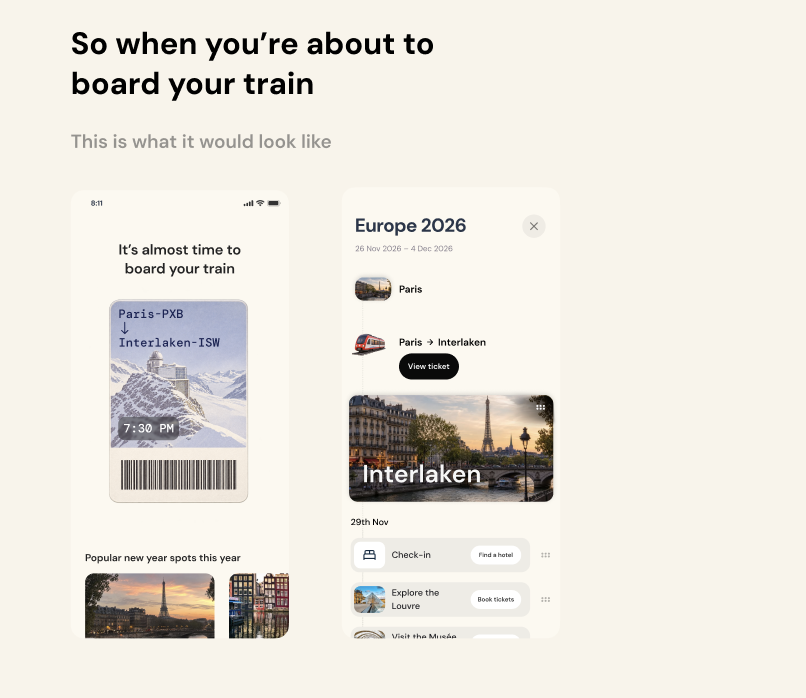 So when you’re about to
board your train
This is what it would look like
8:11
It’s almost time to
board your train
Paris-PXB
↓
Interlaken-ISW
7:30 PM
Popular new year spots this year
Europe 2026
26 Nov 2026 – 4 Dec 2026
Paris
Paris → Interlaken
View ticket
Interlaken
29th Nov
Check-in
Find a hotel
Explore the
Louvre
Book tickets
Visit the Musée